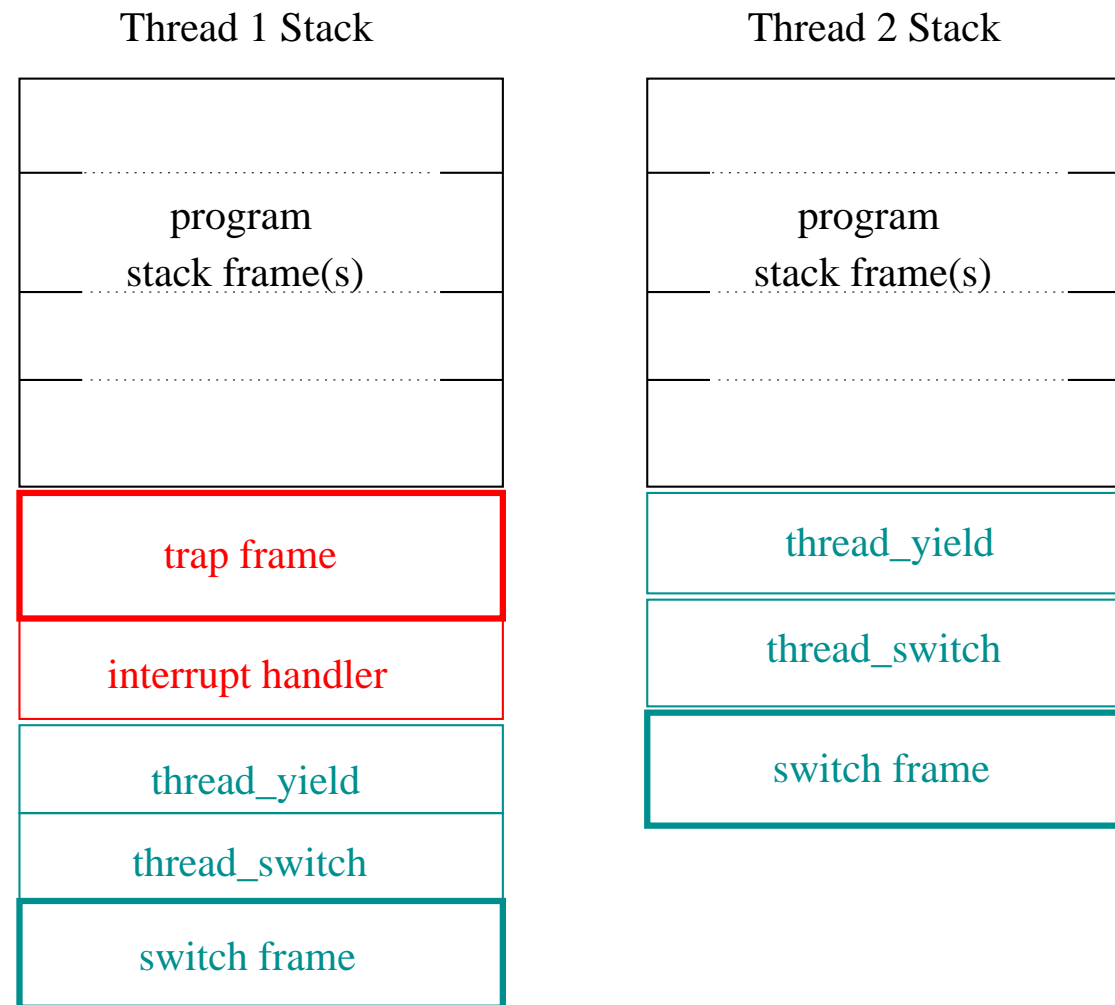 Thread 1 Stack
program
stack frame(s)
trap frame
interrupt handler
thread_yield
thread_switch
switch frame
Thread 2 Stack
program
stack frame(s)
thread_yield
thread_switch
switch frame